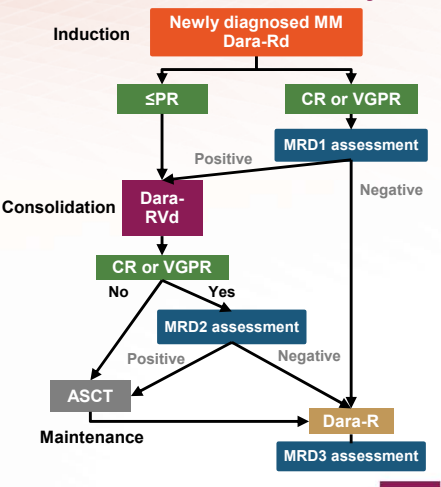 Induction
Newly diagnosed MM
Dara-Rd
≤PR
CR or VGPR
MRD1 assessment
Positive
Negative
Consolidation
Dara-
RVd
CR or VGPR
No
Yes
MRD2 assessment
Positive
Negative
ASCT
Dara-R
Maintenance
MRD3 assessment